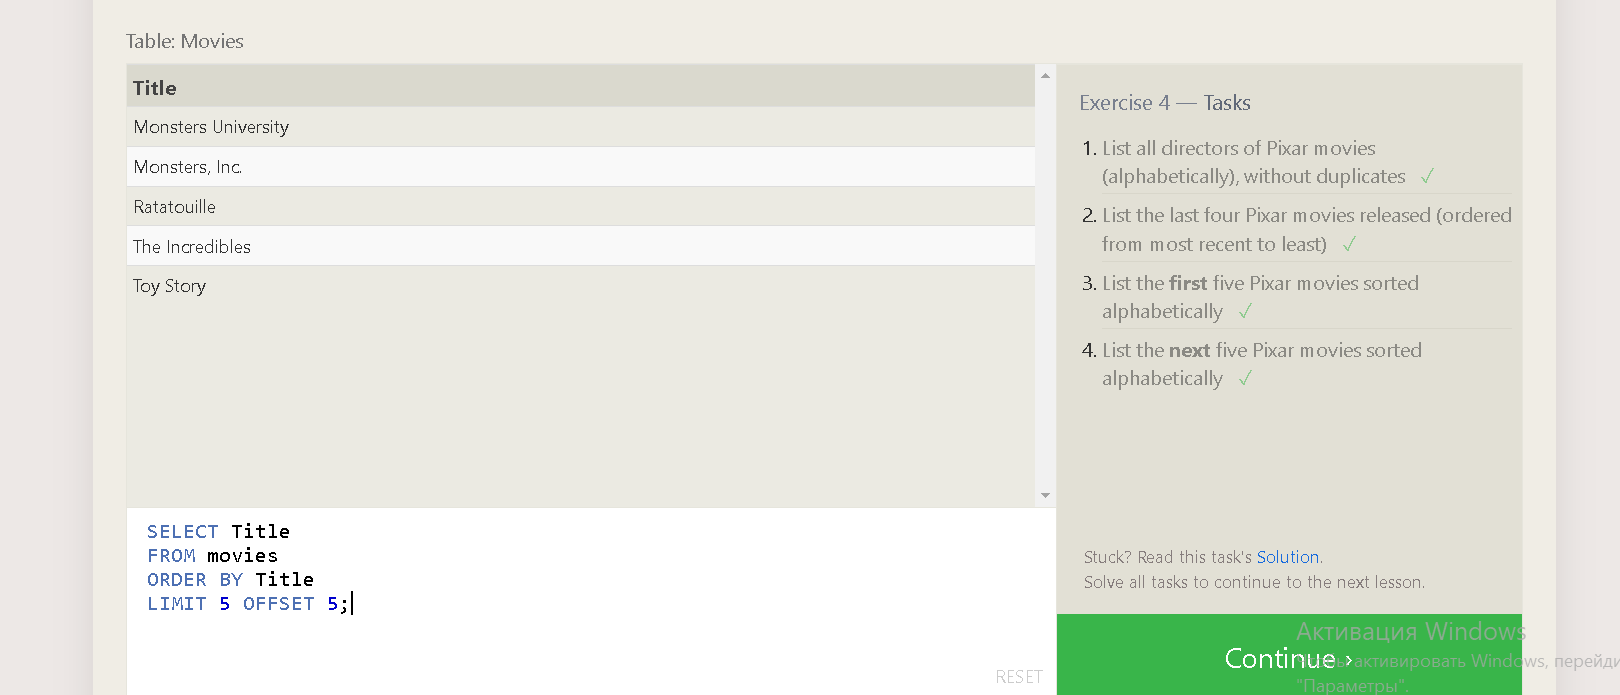 Table: Movies
Title
Monsters University
Monsters, Inc.
Ratatouille
The Incredibles
Toy Story
SELECT Title
FROM movies
ORDER BY Title
LIMIT 5 OFFSET 5;
RESET
Exercise 4 — Tasks
1. List all directors of Pixar movies
(alphabetically), without duplicates ✓
2. List the last four Pixar movies released (ordered
from most recent to least) ✓
3. List the first five Pixar movies sorted
alphabetically ✓
4. List the next five Pixar movies sorted
alphabetically ✓
Stuck? Read this task's Solution.
Solve all tasks to continue to the next lesson.
Continue ›
Активация Windows
активировать Windows, перейди
"Параметры".